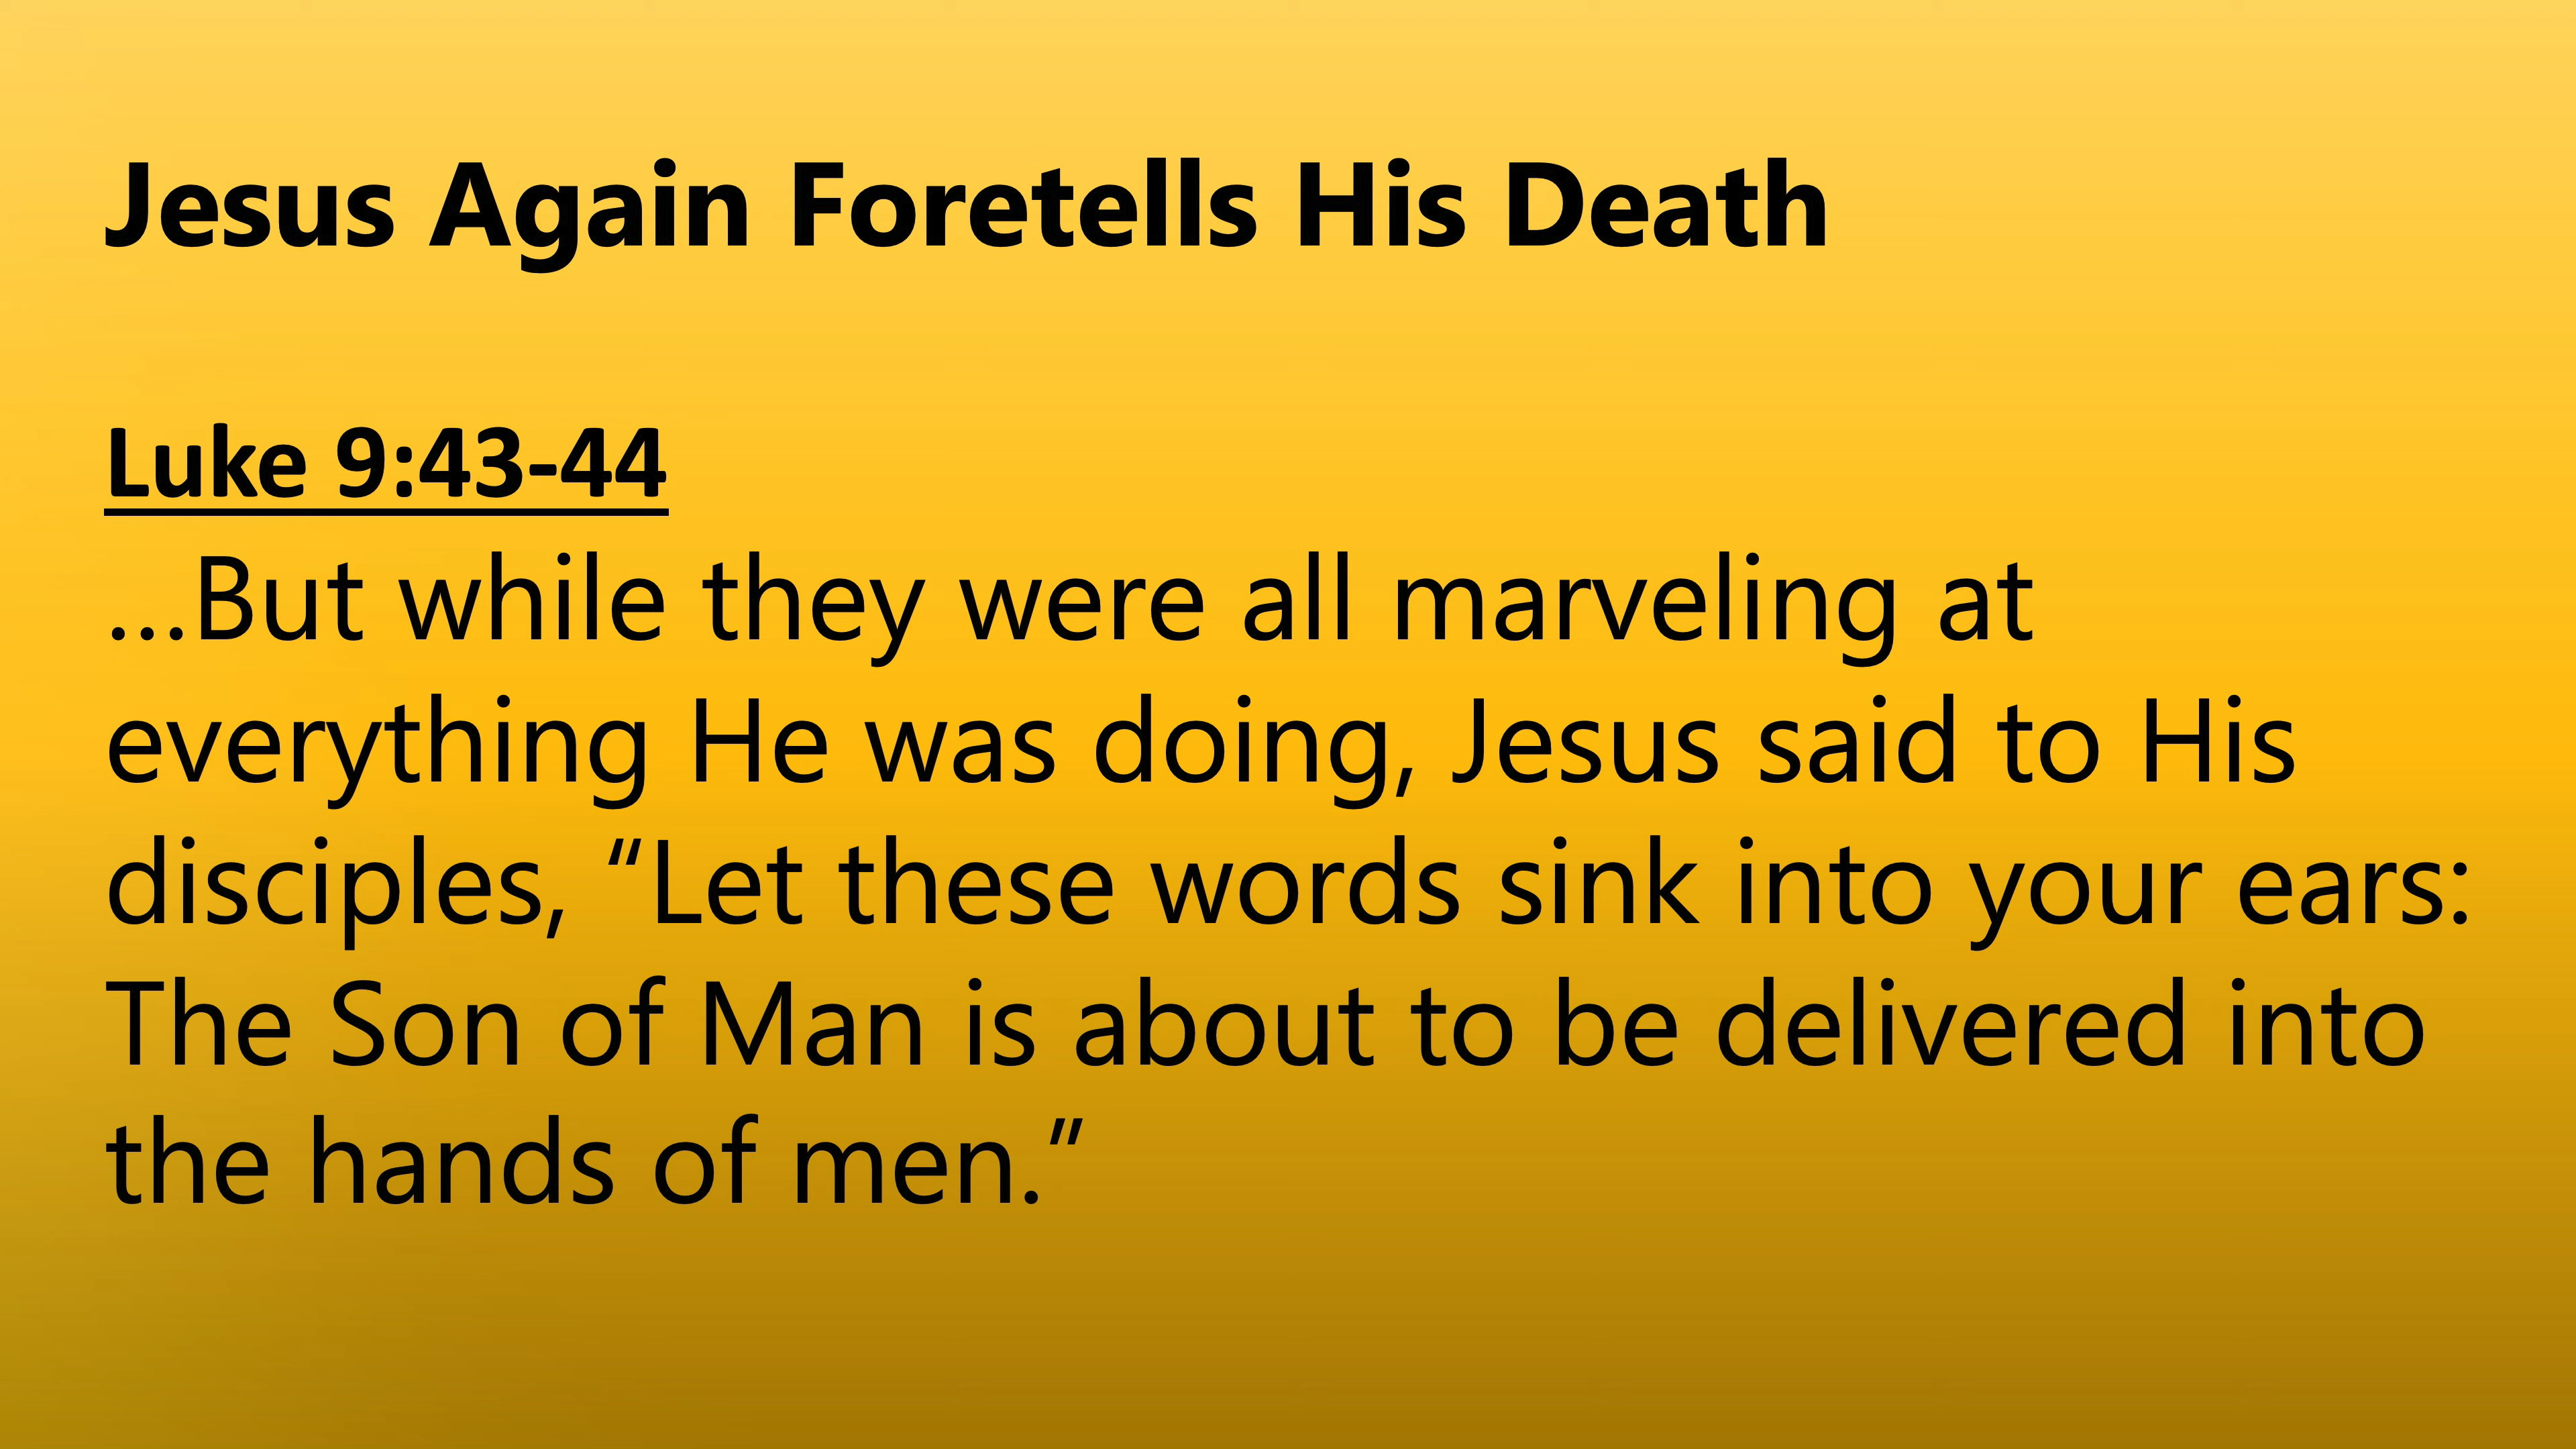 Jesus Again Foretells His Death
Luke 9:43-44
…But while they were all marveling at
everything He was doing, Jesus said to His
disciples, “Let these words sink into your ears:
The Son of Man is about to be delivered into
the hands of men.”